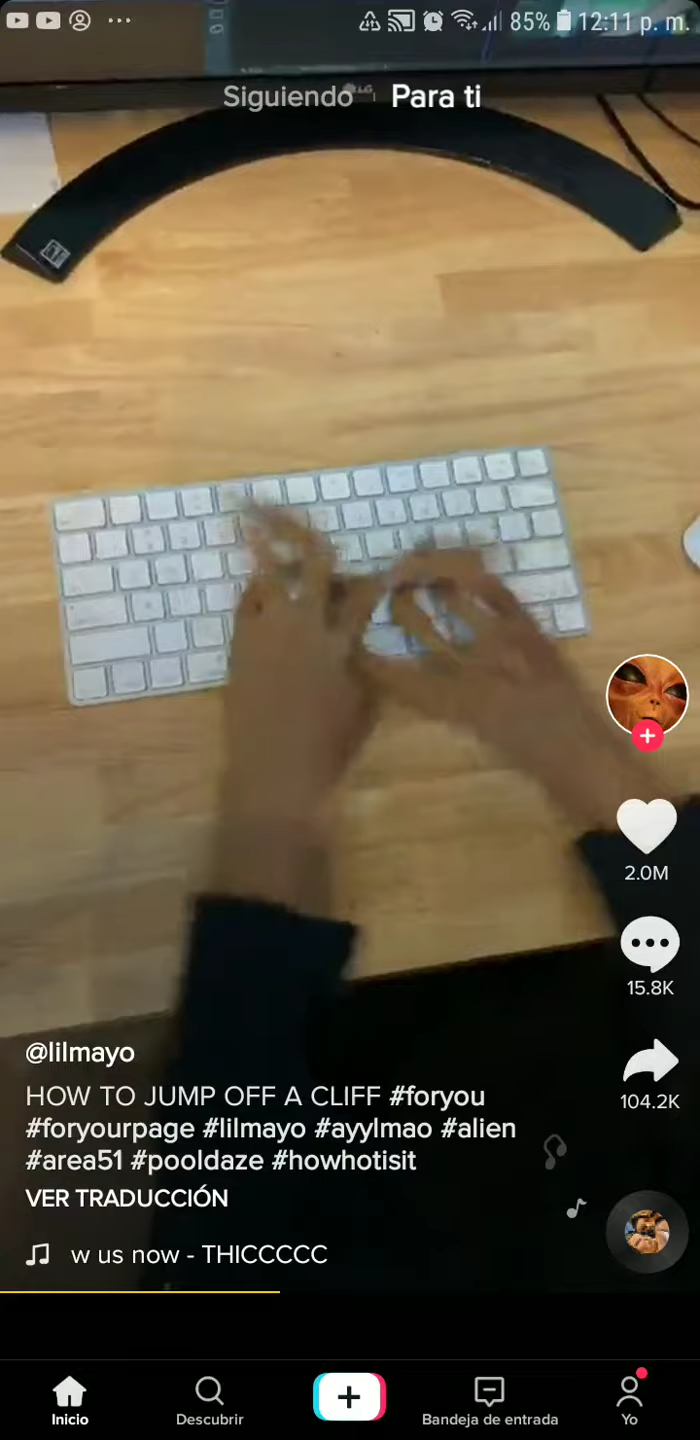 85% 12:11 p. m.
Siguiendo Para ti
LG
2.0M
15.8K
104.2K
@lilmayo
HOW TO JUMP OFF A CLIFF #foryou
#foryourpage #lilmayo #ayylmao #alien
#area51 #pooldaze #howhotisit
VER TRADUCCIÓN
w us now - THICCCCC
Inicio Descubrir Bandeja de entrada Yo